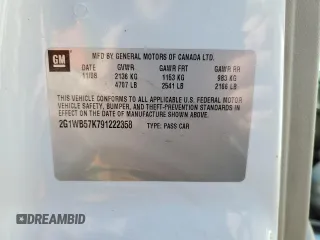 GM
MFD BY GENERAL MOTORS OF CANADA LTD.
DATE GVWR GAWR FRT GAWR RR
11/08 2136 KG 1153 KG 983 KG
4707 LB 2541 LB 2166 LB
THIS VEHICLE CONFORMS TO ALL APPLICABLE U.S. FEDERAL MOTOR
VEHICLE SAFETY, BUMPER, AND THEFT PREVENTION STANDARDS
IN EFFECT ON THE DATE OF MANUFACTURE SHOWN ABOVE.
2G1WB57K791222358 TYPE: PASS CAR
DREAMBID